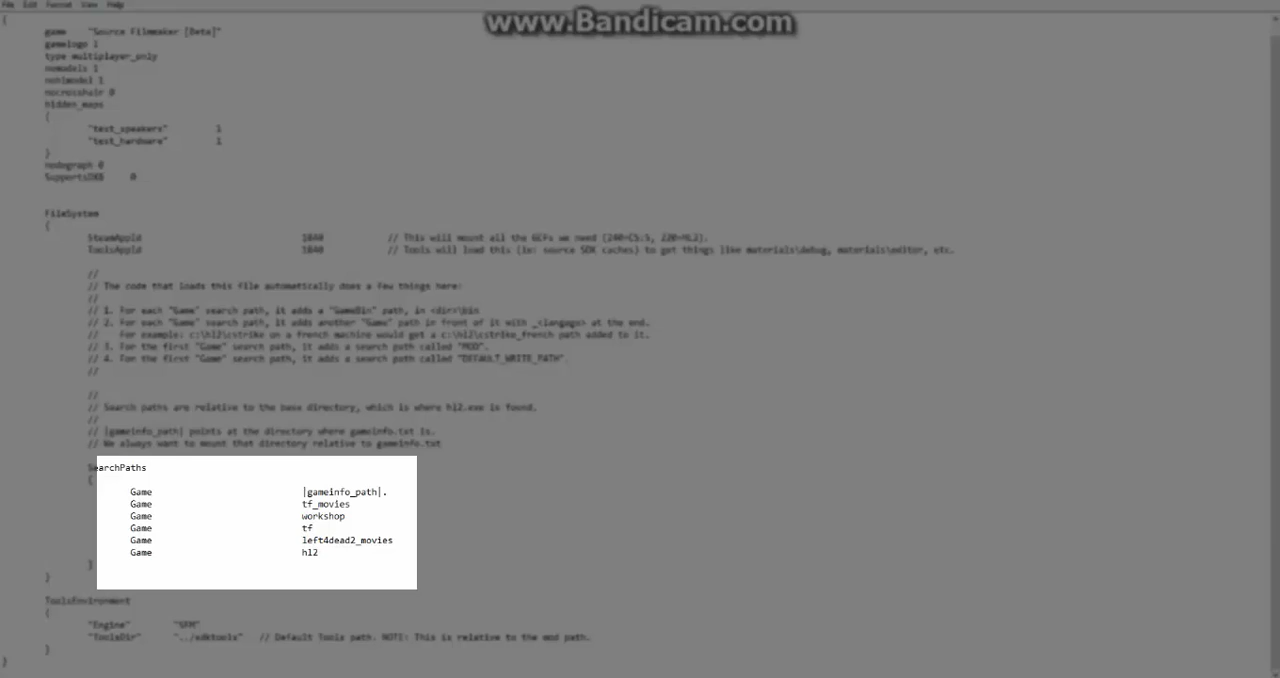 File Edit Format View Help
www.Bandicam.com
{
game "Source Filmmaker [Beta]"
gamelogo 1
type multiplayer_only
nomodels 1
nohimodel 1
nocrosshair 0
hidden_maps
{
"test_speakers" 1
"test_hardware" 1
}
nodegraph 0
SupportsDX8 0
FileSystem
{
SteamAppId 1840 // This will mount all the GCFs we need (240=CS:S, 220=HL2).
ToolsAppId 1840 // Tools will load this (ie: source SDK caches) to get things like materials\debug, materials\editor, etc.
//
// The code that loads this file automatically does a few things here:
//
// 1. For each "Game" search path, it adds a "GameBin" path, in <dir>\bin
// 2. For each "Game" search path, it adds another "Game" path in front of it with _<langage> at the end.
// For example: c:\hl2\cstrike on a french machine would get a c:\hl2\cstrike_french path added to it.
// 3. For the first "Game" search path, it adds a search path called "MOD".
// 4. For the first "Game" search path, it adds a search path called "DEFAULT_WRITE_PATH".
//
//
// Search paths are relative to the base directory, which is where hl2.exe is found.
//
// |gameinfo_path| points at the directory where gameinfo.txt is.
// We always want to mount that directory relative to gameinfo.txt
SearchPaths
{
Game |gameinfo_path|.
Game tf_movies
Game workshop
Game tf
Game left4dead2_movies
Game hl2
}
}
ToolsEnvironment
{
"Engine" "SFM"
"ToolsDir" "../sdktools" // Default Tools path. NOTE: This is relative to the mod path.
}
}